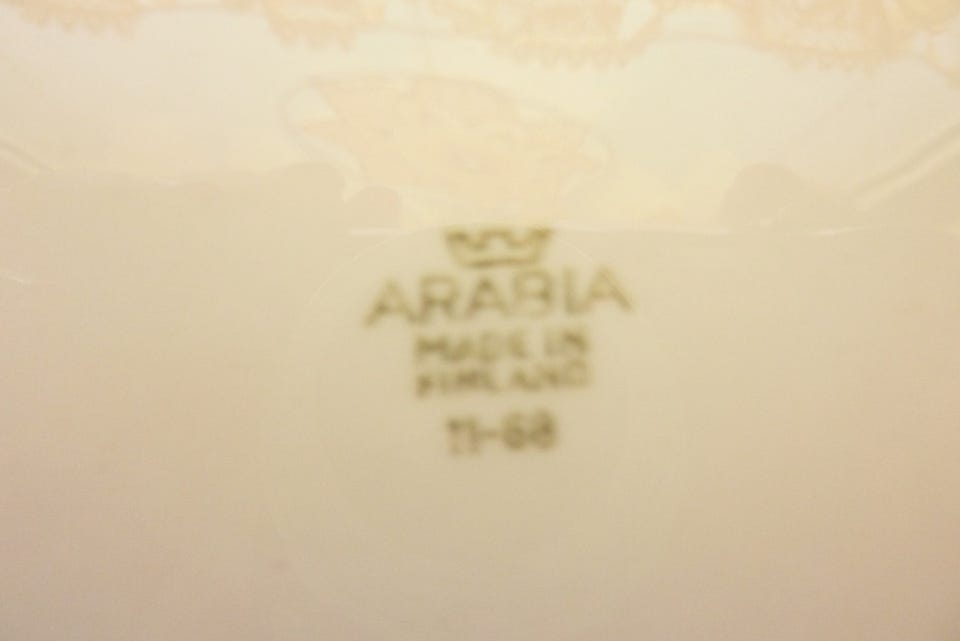 ARABIA
MADE IN
FINLAND
11-68